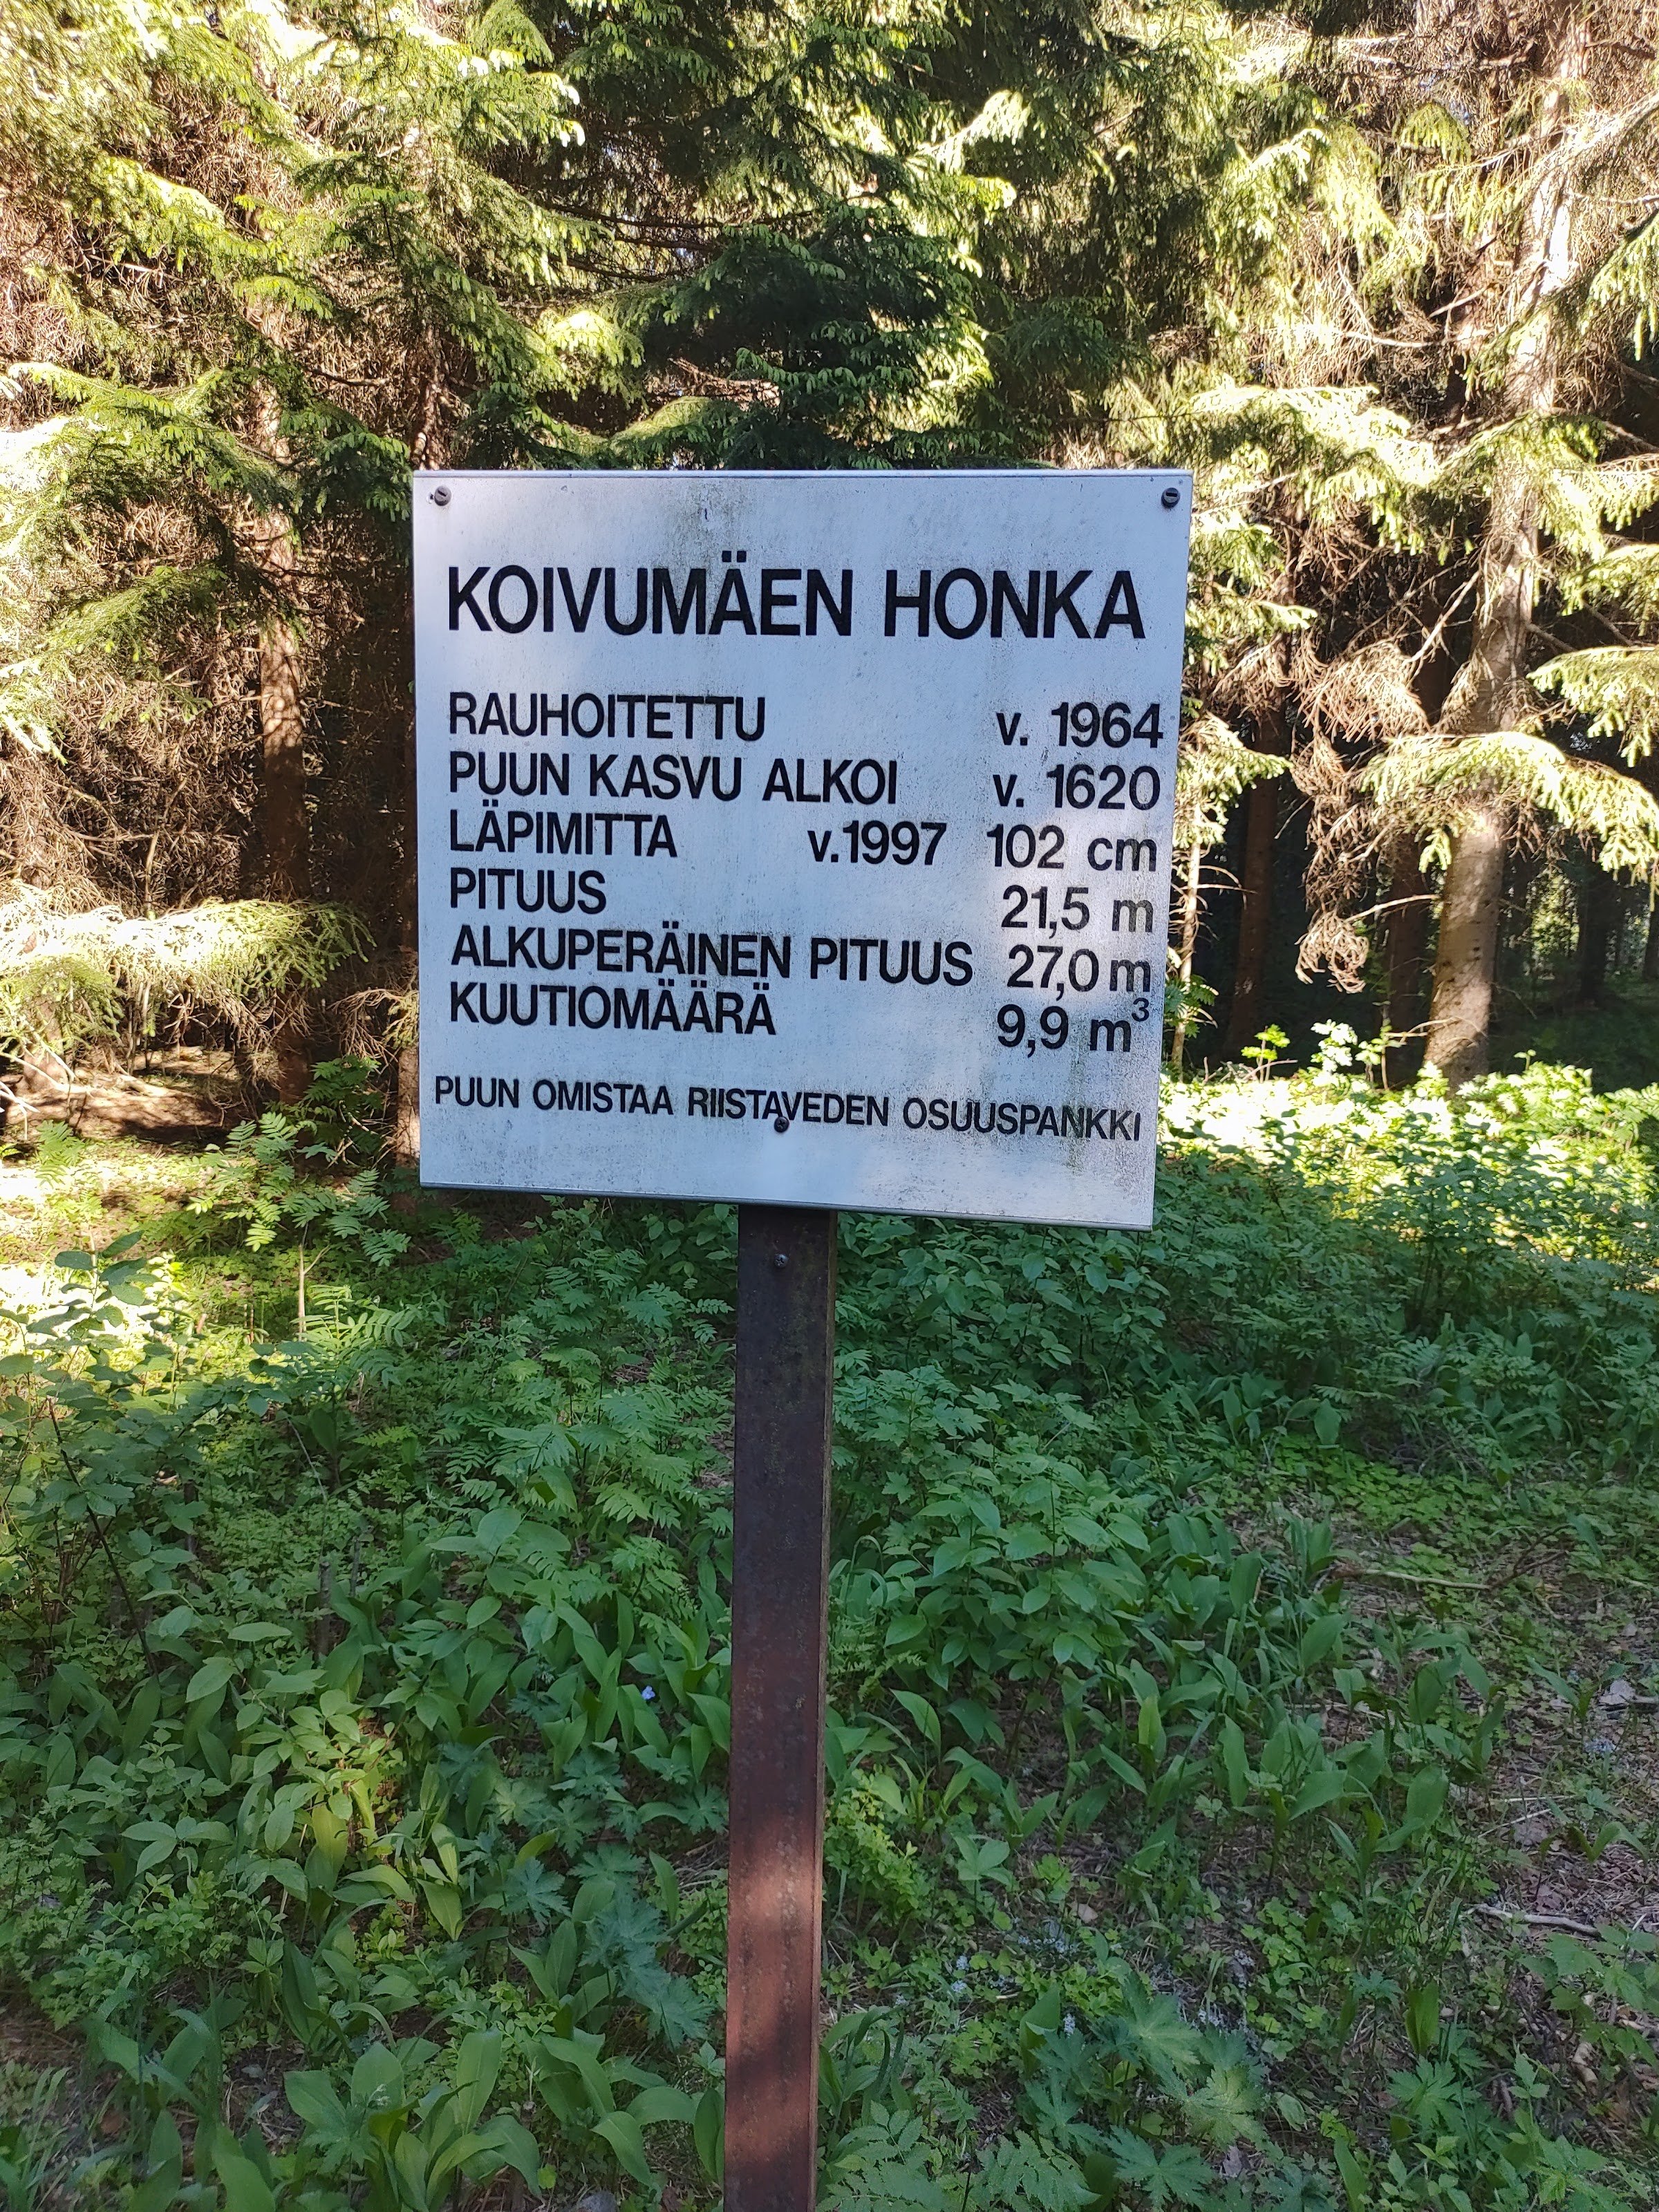 KOIVUMÄEN HONKA
RAUHOITETTU v. 1964
PUUN KASVU ALKOI v. 1620
LÄPIMITTA v.1997 102 cm
PITUUS 21,5 m
ALKUPERÄINEN PITUUS 27,0 m
KUUTIOMÄÄRÄ 9,9 m³
PUUN OMISTAA RIISTAVEDEN OSUUSPANKKI